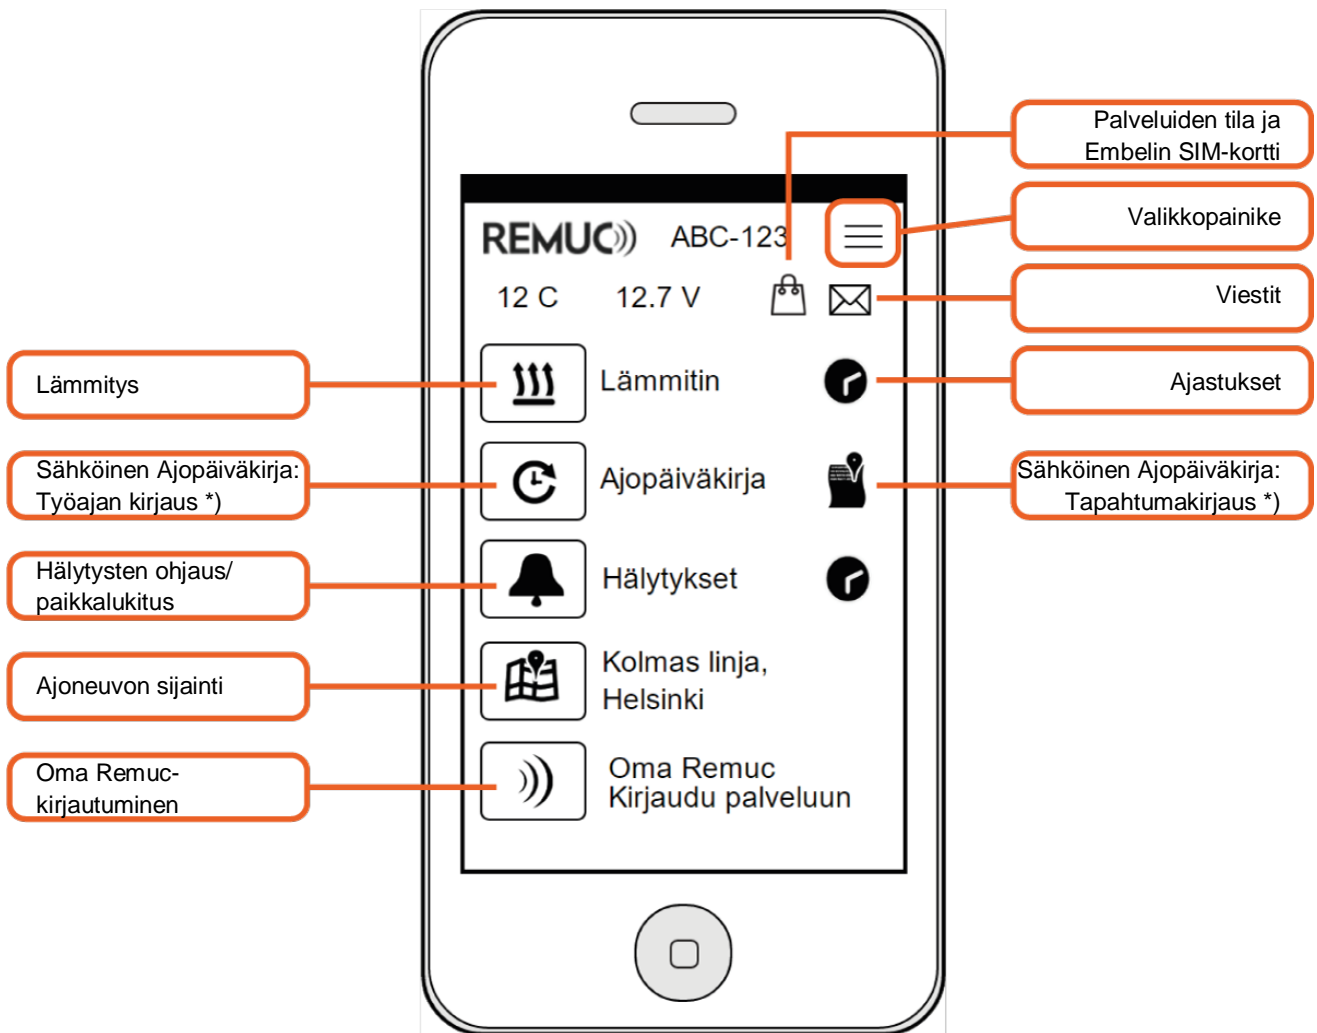 Palveluiden tila ja
Embelin SIM-kortti
REMUC ABC-123
Valikkopainike
12 C 12.7 V
Viestit
Lämmitys
Lämmitin
Ajastukset
Sähköinen Ajopäiväkirja:
Työajan kirjaus *)
Ajopäiväkirja
Sähköinen Ajopäiväkirja:
Tapahtumakirjaus *)
Hälytysten ohjaus/
paikkalukitus
Hälytykset
Ajoneuvon sijainti
Kolmas linja,
Helsinki
Oma Remuc-
kirjautuminen
Oma Remuc
Kirjaudu palveluun